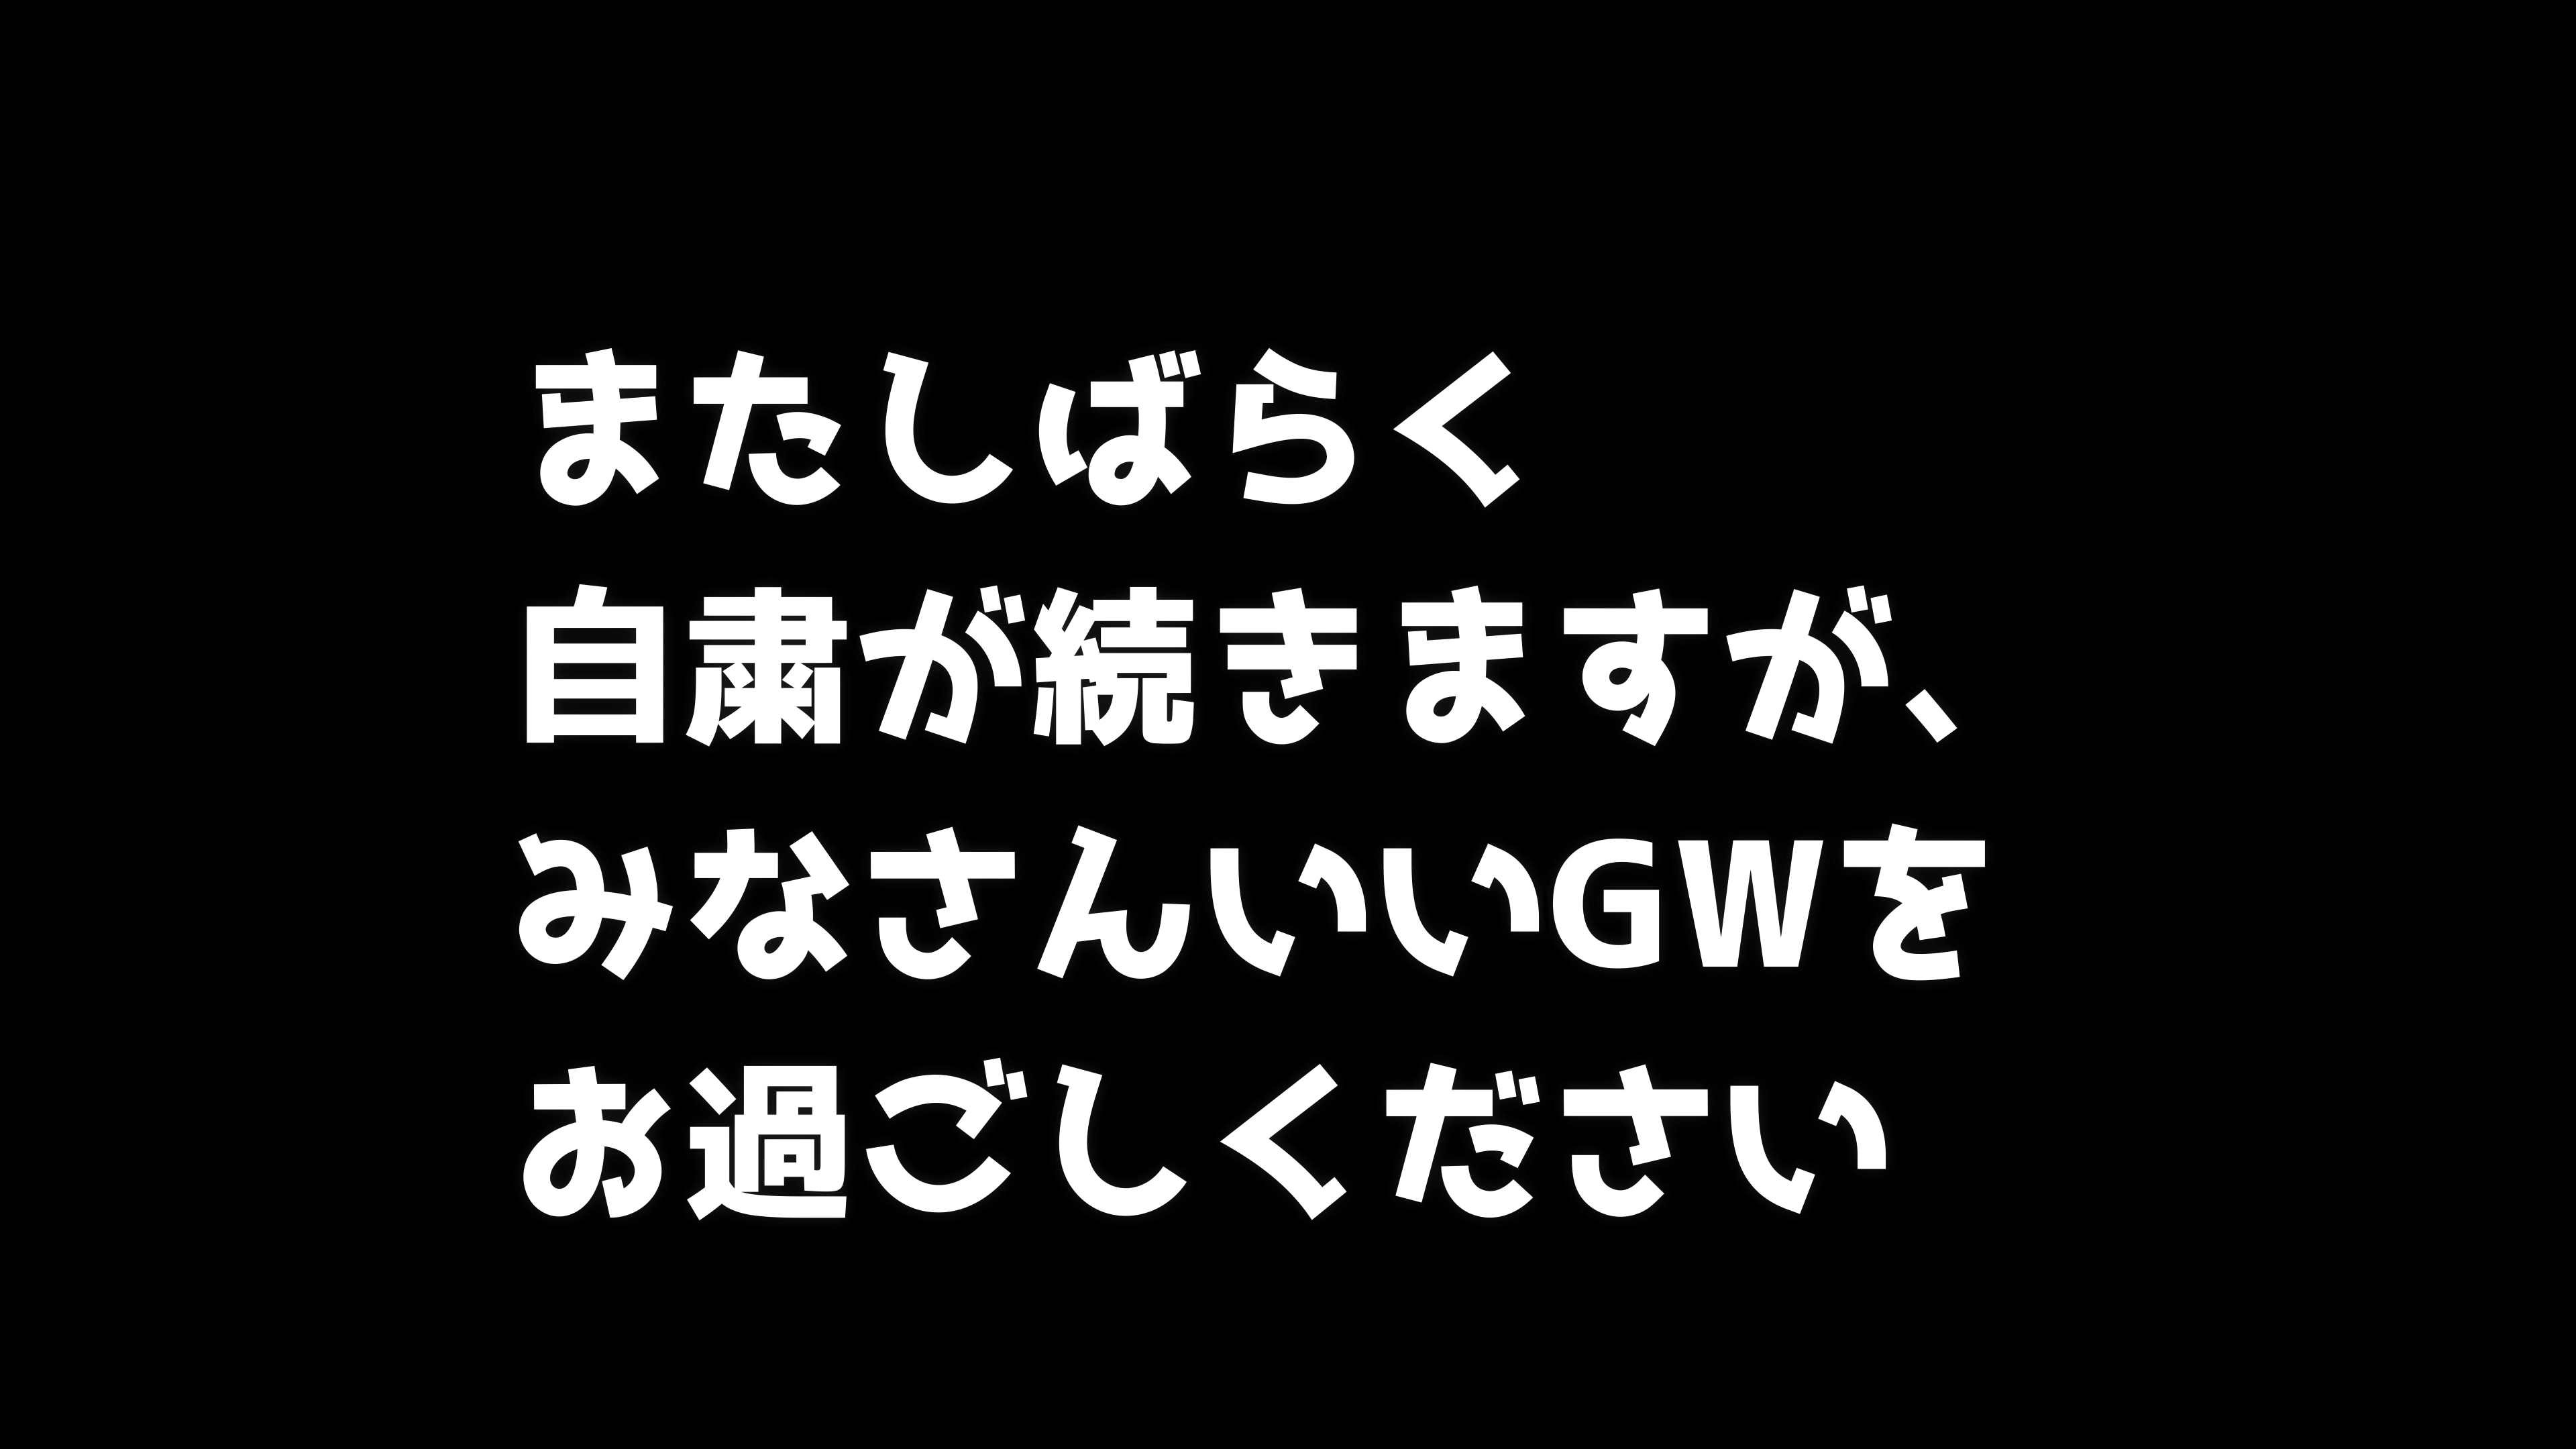 またしばらく
自粛が続きますが、
みなさんいいGWを
お過ごしください